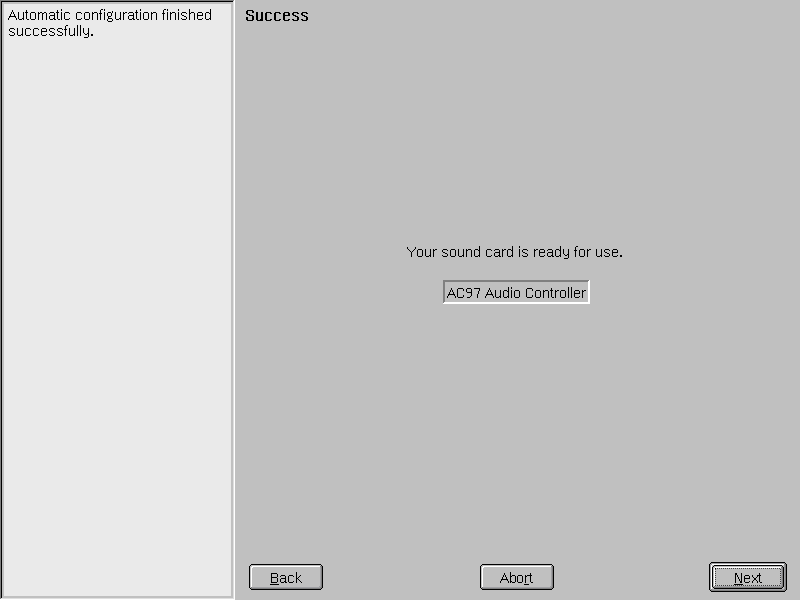 Automatic configuration finished
successfully.
Success
Your sound card is ready for use.
AC97 Audio Controller
Back
Abort
Next